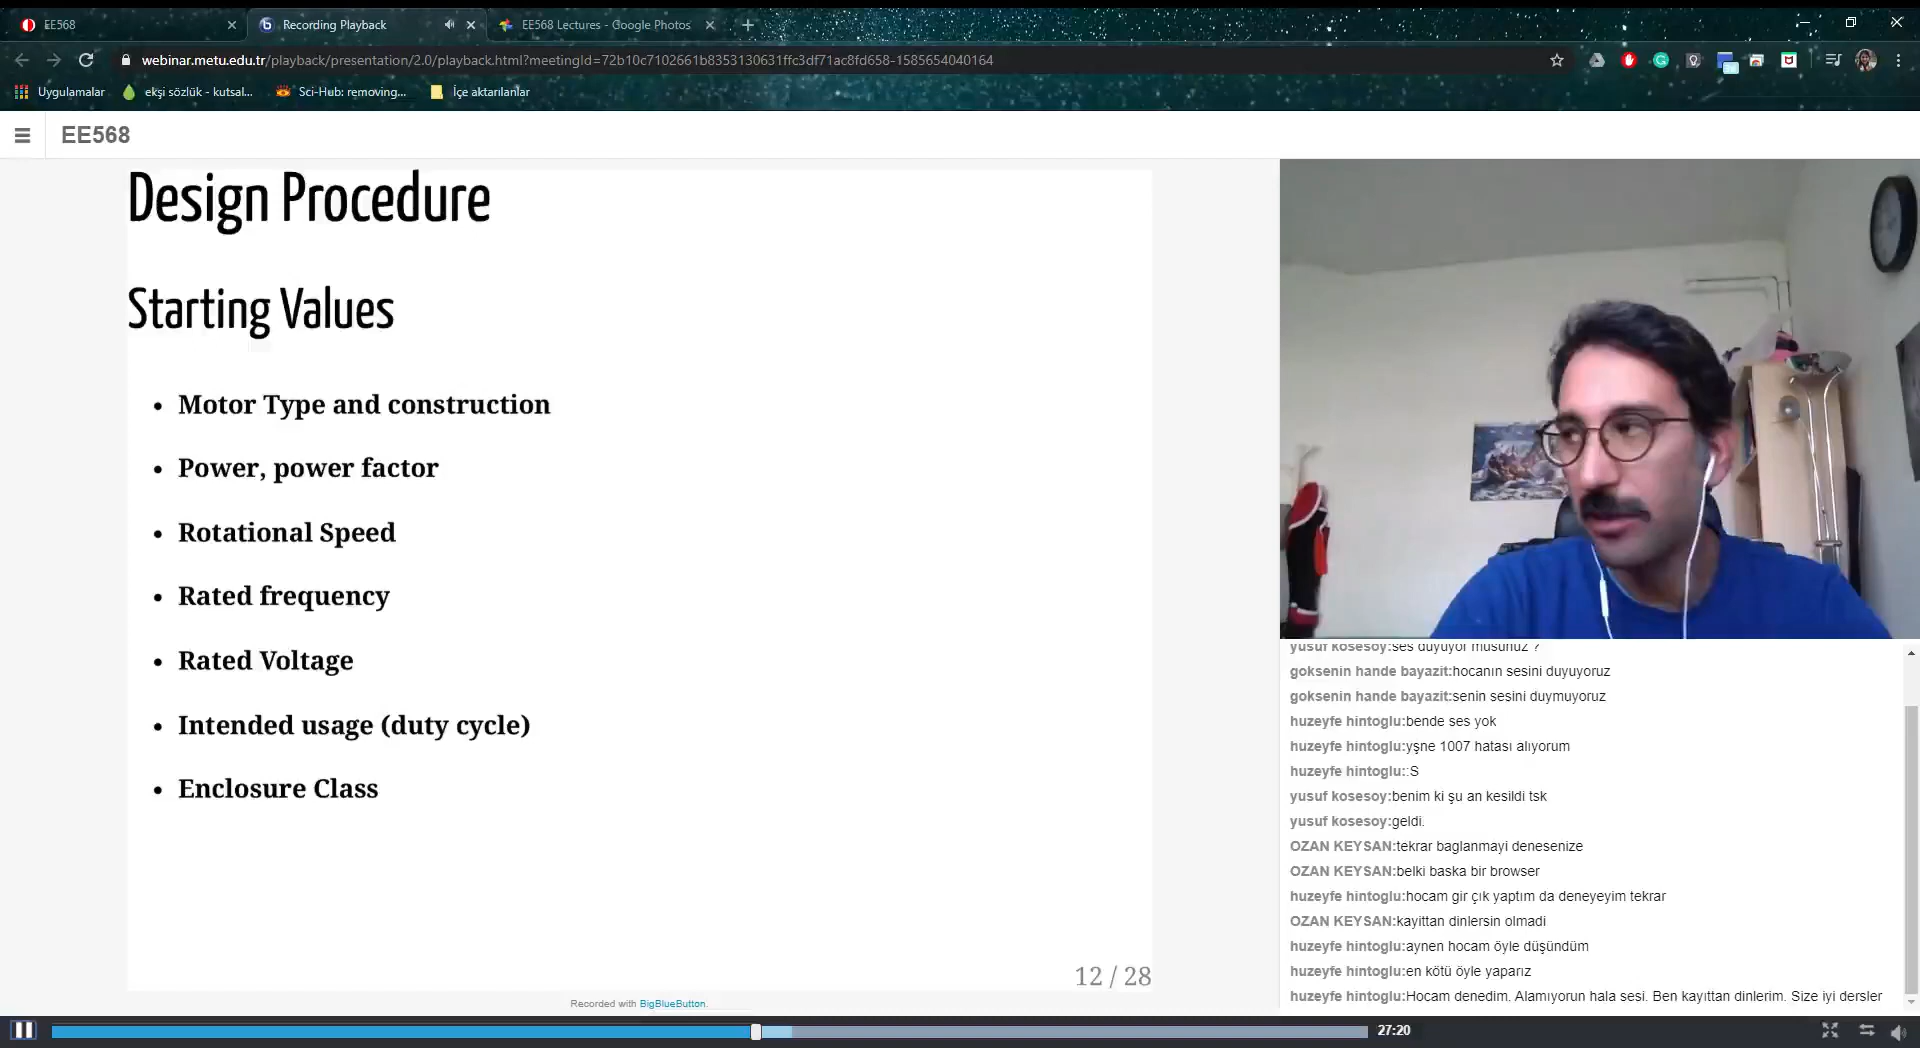 EE568
Recording Playback
EE568 Lectures - Google Photos
webinar.metu.edu.tr/playback/presentation/2.0/playback.html?meetingId=72b10c7102661b8353130631ffc3df71ac8fd658-1585654040164
Uygulamalar
ekşi sözlük - kutsal...
Sci-Hub: removing...
İçe aktarılanlar
EE568
Design Procedure
Starting Values
• Motor Type and construction
• Power, power factor
• Rotational Speed
• Rated frequency
• Rated Voltage
• Intended usage (duty cycle)
• Enclosure Class
12 / 28
Recorded with BigBlueButton.
yusuf kosesoy:ses duyuyor musunuz ?
goksenin hande bayazit:hocanın sesini duyuyoruz
goksenin hande bayazit:senin sesini duymuyoruz
huzeyfe hintoglu:bende ses yok
huzeyfe hintoglu:yşne 1007 hatası alıyorum
huzeyfe hintoglu::S
yusuf kosesoy:benim ki şu an kesildi tsk
yusuf kosesoy:geldi.
OZAN KEYSAN:tekrar baglanmayi denesenize
OZAN KEYSAN:belki baska bir browser
huzeyfe hintoglu:hocam gir çık yaptım da deneyeyim tekrar
OZAN KEYSAN:kayittan dinlersin olmadi
huzeyfe hintoglu:aynen hocam öyle düşündüm
huzeyfe hintoglu:en kötü öyle yaparız
huzeyfe hintoglu:Hocam denedim. Alamıyorun hala sesi. Ben kayıttan dinlerim. Size iyi dersler
27:20